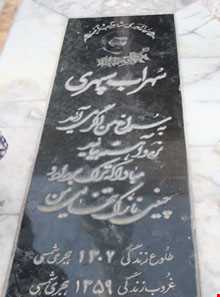 سهراب سپهری
به سراغ من اگر می‌آیید
نرم و آهسته بیایید
مبادا که ترک بردارد
چینی نازک تنهایی من
طلوع زندگی ۱۳۰۷ هجری شمسی
غروب زندگی ۱۳۵۹ هجری شمسی